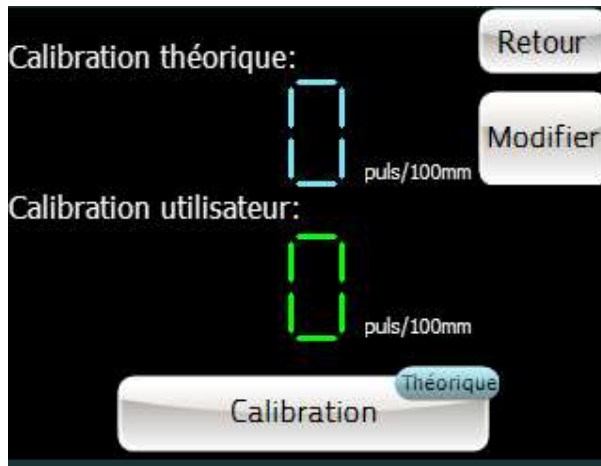 Calibration théorique:
Retour
0
puls/100mm
Modifier
Calibration utilisateur:
0
puls/100mm
Théorique
Calibration